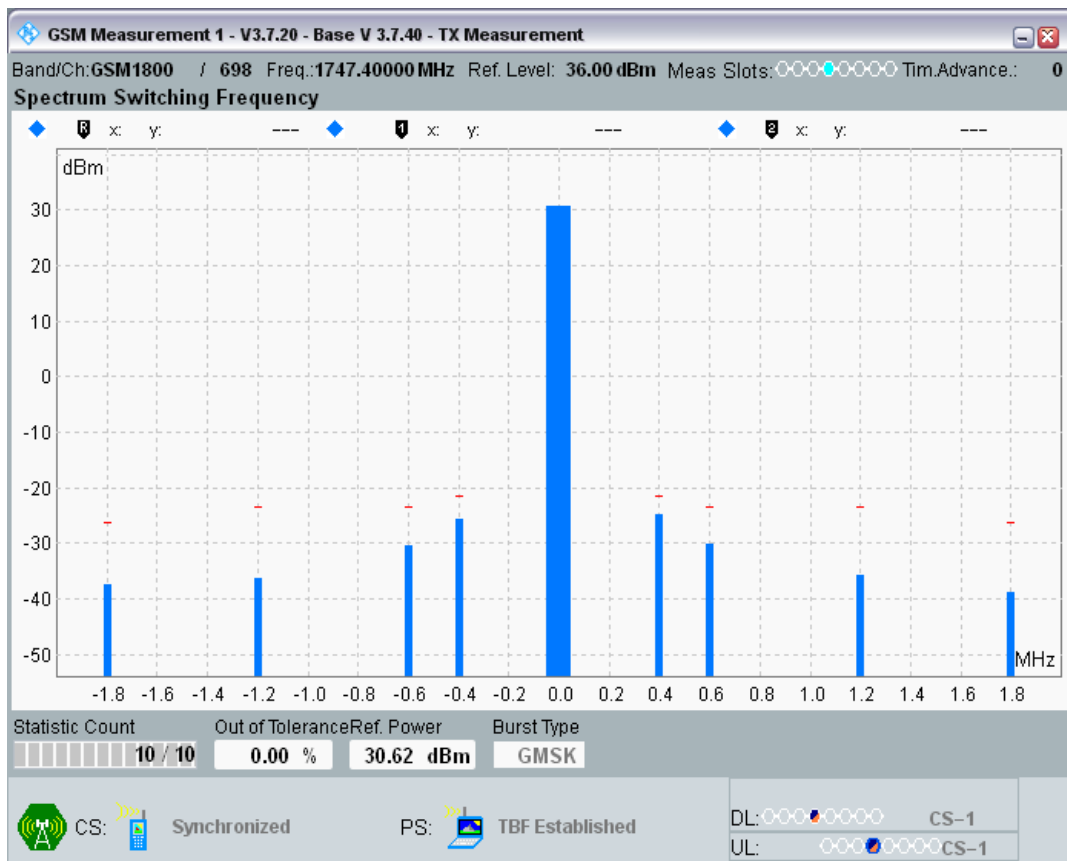 GSM Measurement 1 - V3.7.20 - Base V 3.7.40 - TX Measurement
Band/Ch:GSM1800 / 698 Freq.:1747.40000 MHz Ref. Level: 36.00 dBm Meas Slots: Tim.Advance.: 0
Spectrum Switching Frequency
R x: y: --- 1 x: y: --- 2 x: y: ---
dBm
30
20
10
0
-10
-20
-30
-40
-50
MHz
-1.8 -1.6 -1.4 -1.2 -1.0 -0.8 -0.6 -0.4 -0.2 0.0 0.2 0.4 0.6 0.8 1.0 1.2 1.4 1.6 1.8
Statistic Count Out of Tolerance Ref. Power Burst Type
10 / 10 0.00 % 30.62 dBm GMSK
CS: Synchronized PS: TBF Established
DL: CS-1
UL: CS-1